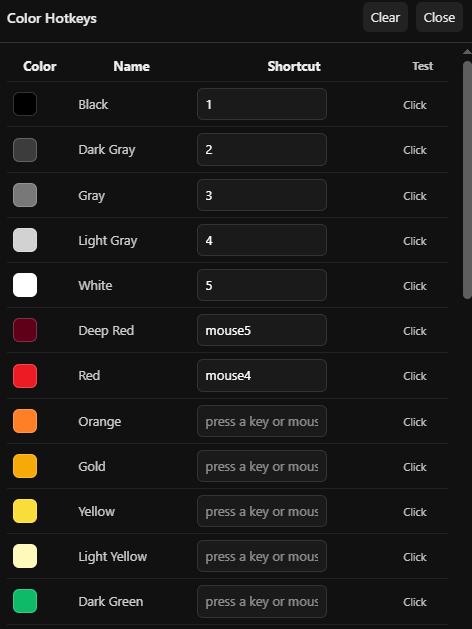 Color Hotkeys Clear Close
Color Name Shortcut Test
Black 1 Click
Dark Gray 2 Click
Gray 3 Click
Light Gray 4 Click
White 5 Click
Deep Red mouse5 Click
Red mouse4 Click
Orange press a key or mous Click
Gold press a key or mous Click
Yellow press a key or mous Click
Light Yellow press a key or mous Click
Dark Green press a key or mous Click